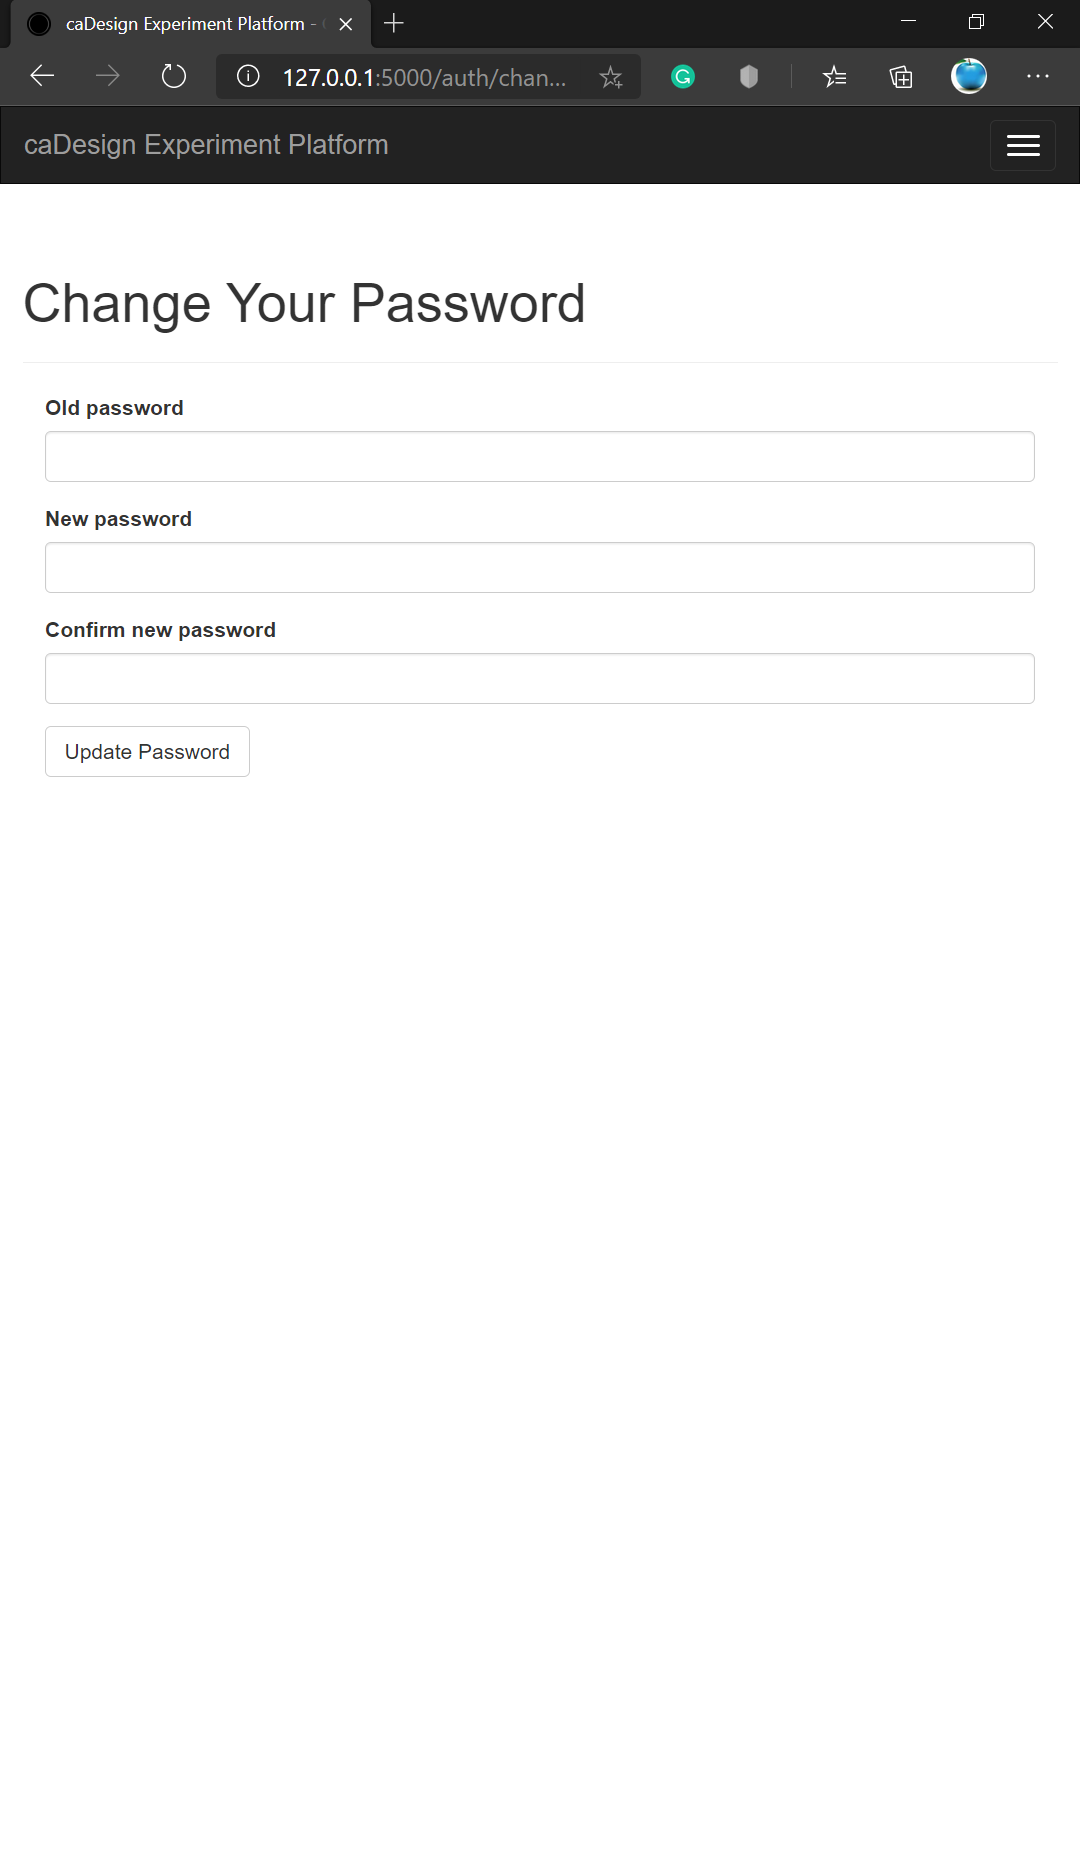 caDesign Experiment Platform -
127.0.0.1:5000/auth/chan...
caDesign Experiment Platform
Change Your Password
Old password
New password
Confirm new password
Update Password